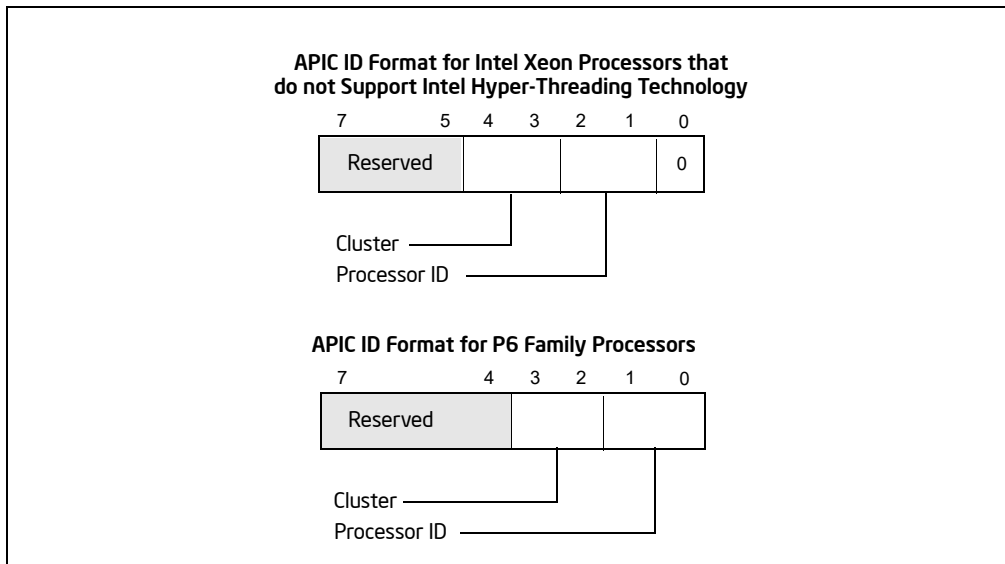 APIC ID Format for Intel Xeon Processors that
do not Support Intel Hyper-Threading Technology
7 5 4 3 2 1 0
Reserved 0
Cluster
Processor ID
APIC ID Format for P6 Family Processors
7 4 3 2 1 0
Reserved
Cluster
Processor ID